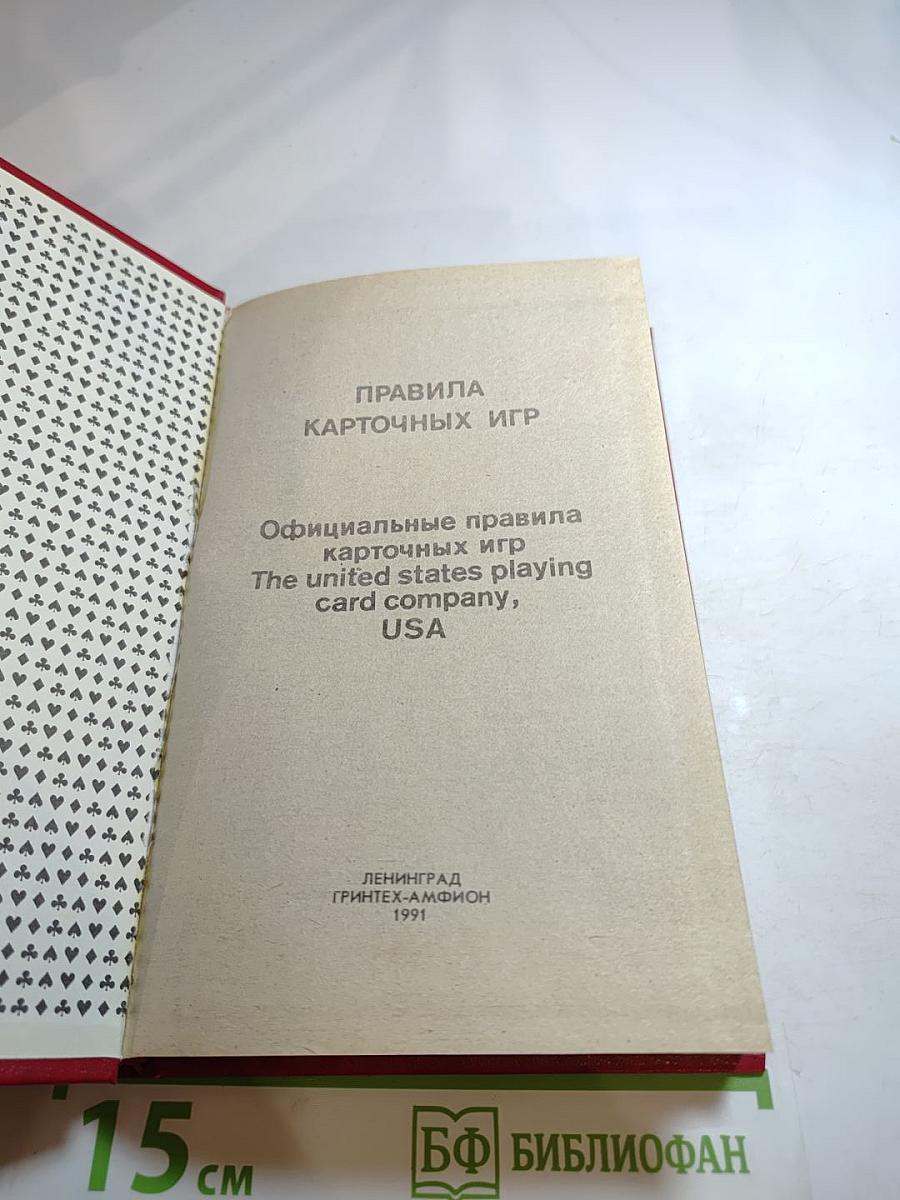 ПРАВИЛА
КАРТОЧНЫХ ИГР
Официальные правила
карточных игр
The united states playing
card company,
USA
ЛЕНИНГРАД
ГРИНТЕХ-АМФИОН
1991
15 см
БФ БИБЛИОФАН